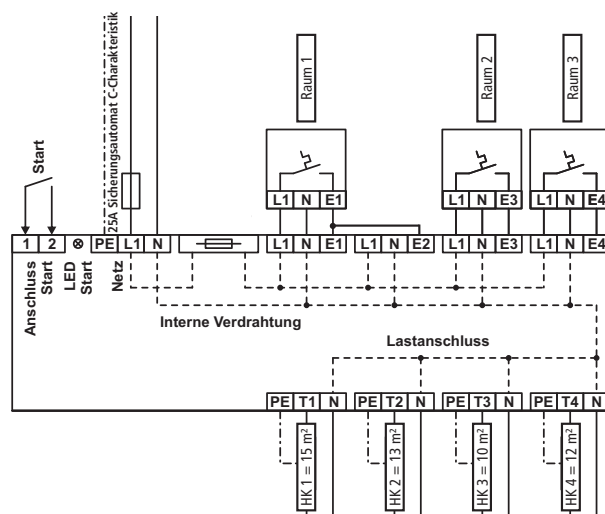 25A Sicherungsautomat C-Charakteristik
Raum 1
Raum 2
Raum 3
Start
L1 N E1
L1 N E3
L1 N E4
1 2 PE L1 N L1 N E1 L1 N E2 L1 N E3 L1 N E4
Anschluss
Start
LED
Start
Netz
Interne Verdrahtung
Lastanschluss
PE T1 N PE T2 N PE T3 N PE T4 N
HK 1 = 15 m²
HK 2 = 13 m²
HK 3 = 10 m²
HK 4 = 12 m²